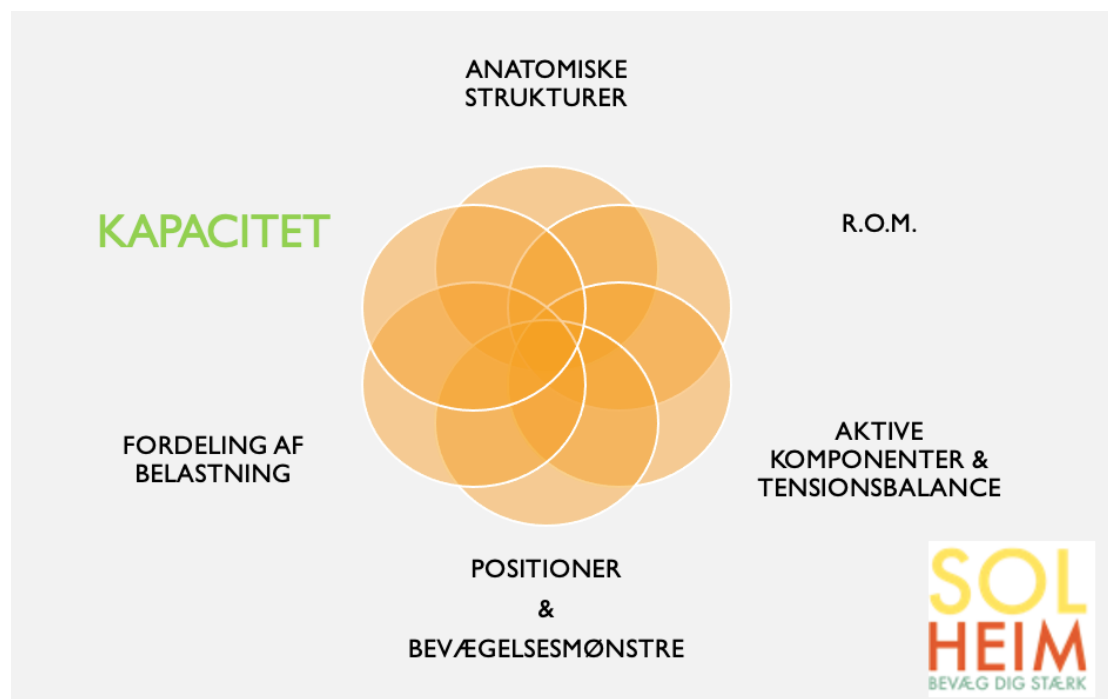 ANATOMISKE
STRUKTURER
KAPACITET
R.O.M.
FORDELING AF
BELASTNING
AKTIVE
KOMPONENTER &
TENSIONSBALANCE
POSITIONER
&
BEVÆGELSESMØNSTRE
SOL
HEIM
BEVÆG DIG STÆRK